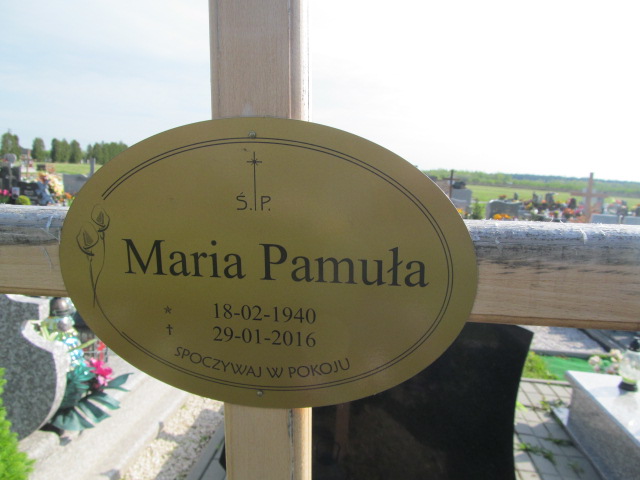 Ś.P.
Maria Pamuła
* 18-02-1940
† 29-01-2016
SPOCZYWAJ W POKOJU